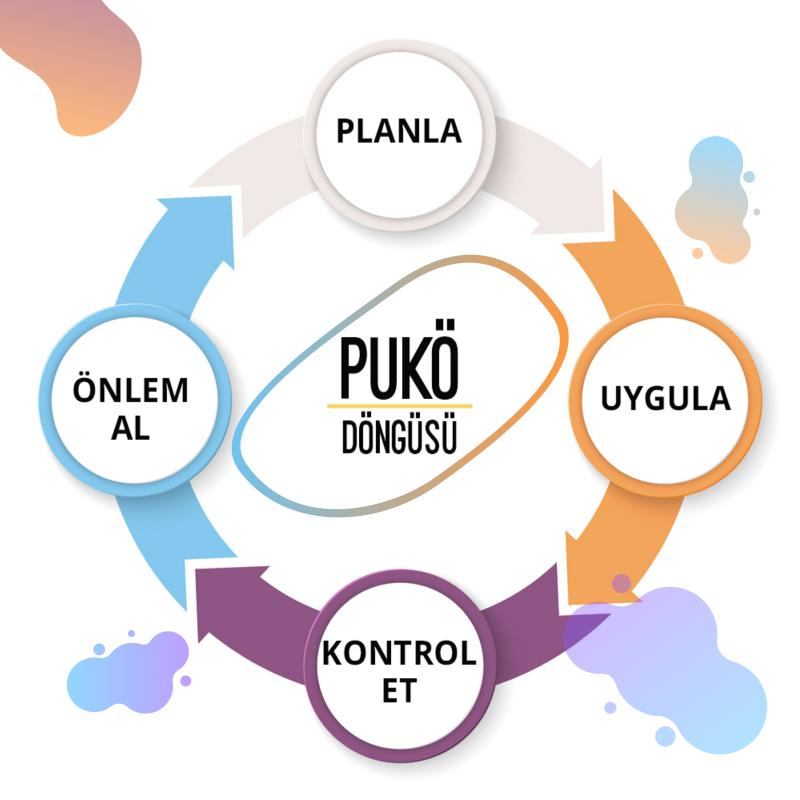 PLANLA
UYGULA
KONTROL
ET
ÖNLEM
AL
PUKÖ
DÖNGÜSÜ